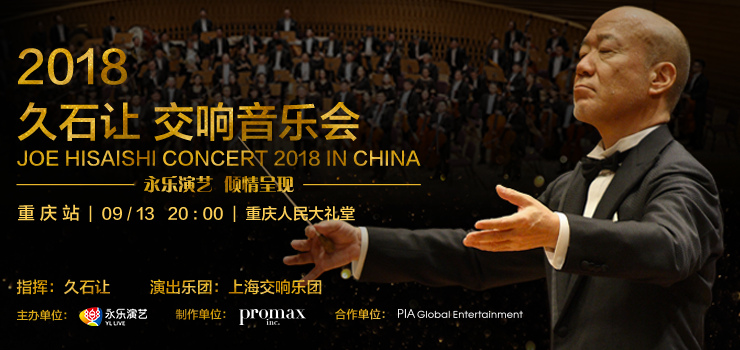 2018
久石让 交响音乐会
JOE HISAISHI CONCERT 2018 IN CHINA
永乐演艺 倾情呈现
重庆站 | 09/13 20:00 | 重庆人民大礼堂
指挥：久石让 演出乐团：上海交响乐团
主办单位： 永乐演艺 YL LIVE 制作单位： promax inc. 合作单位： PIA Global Entertainment